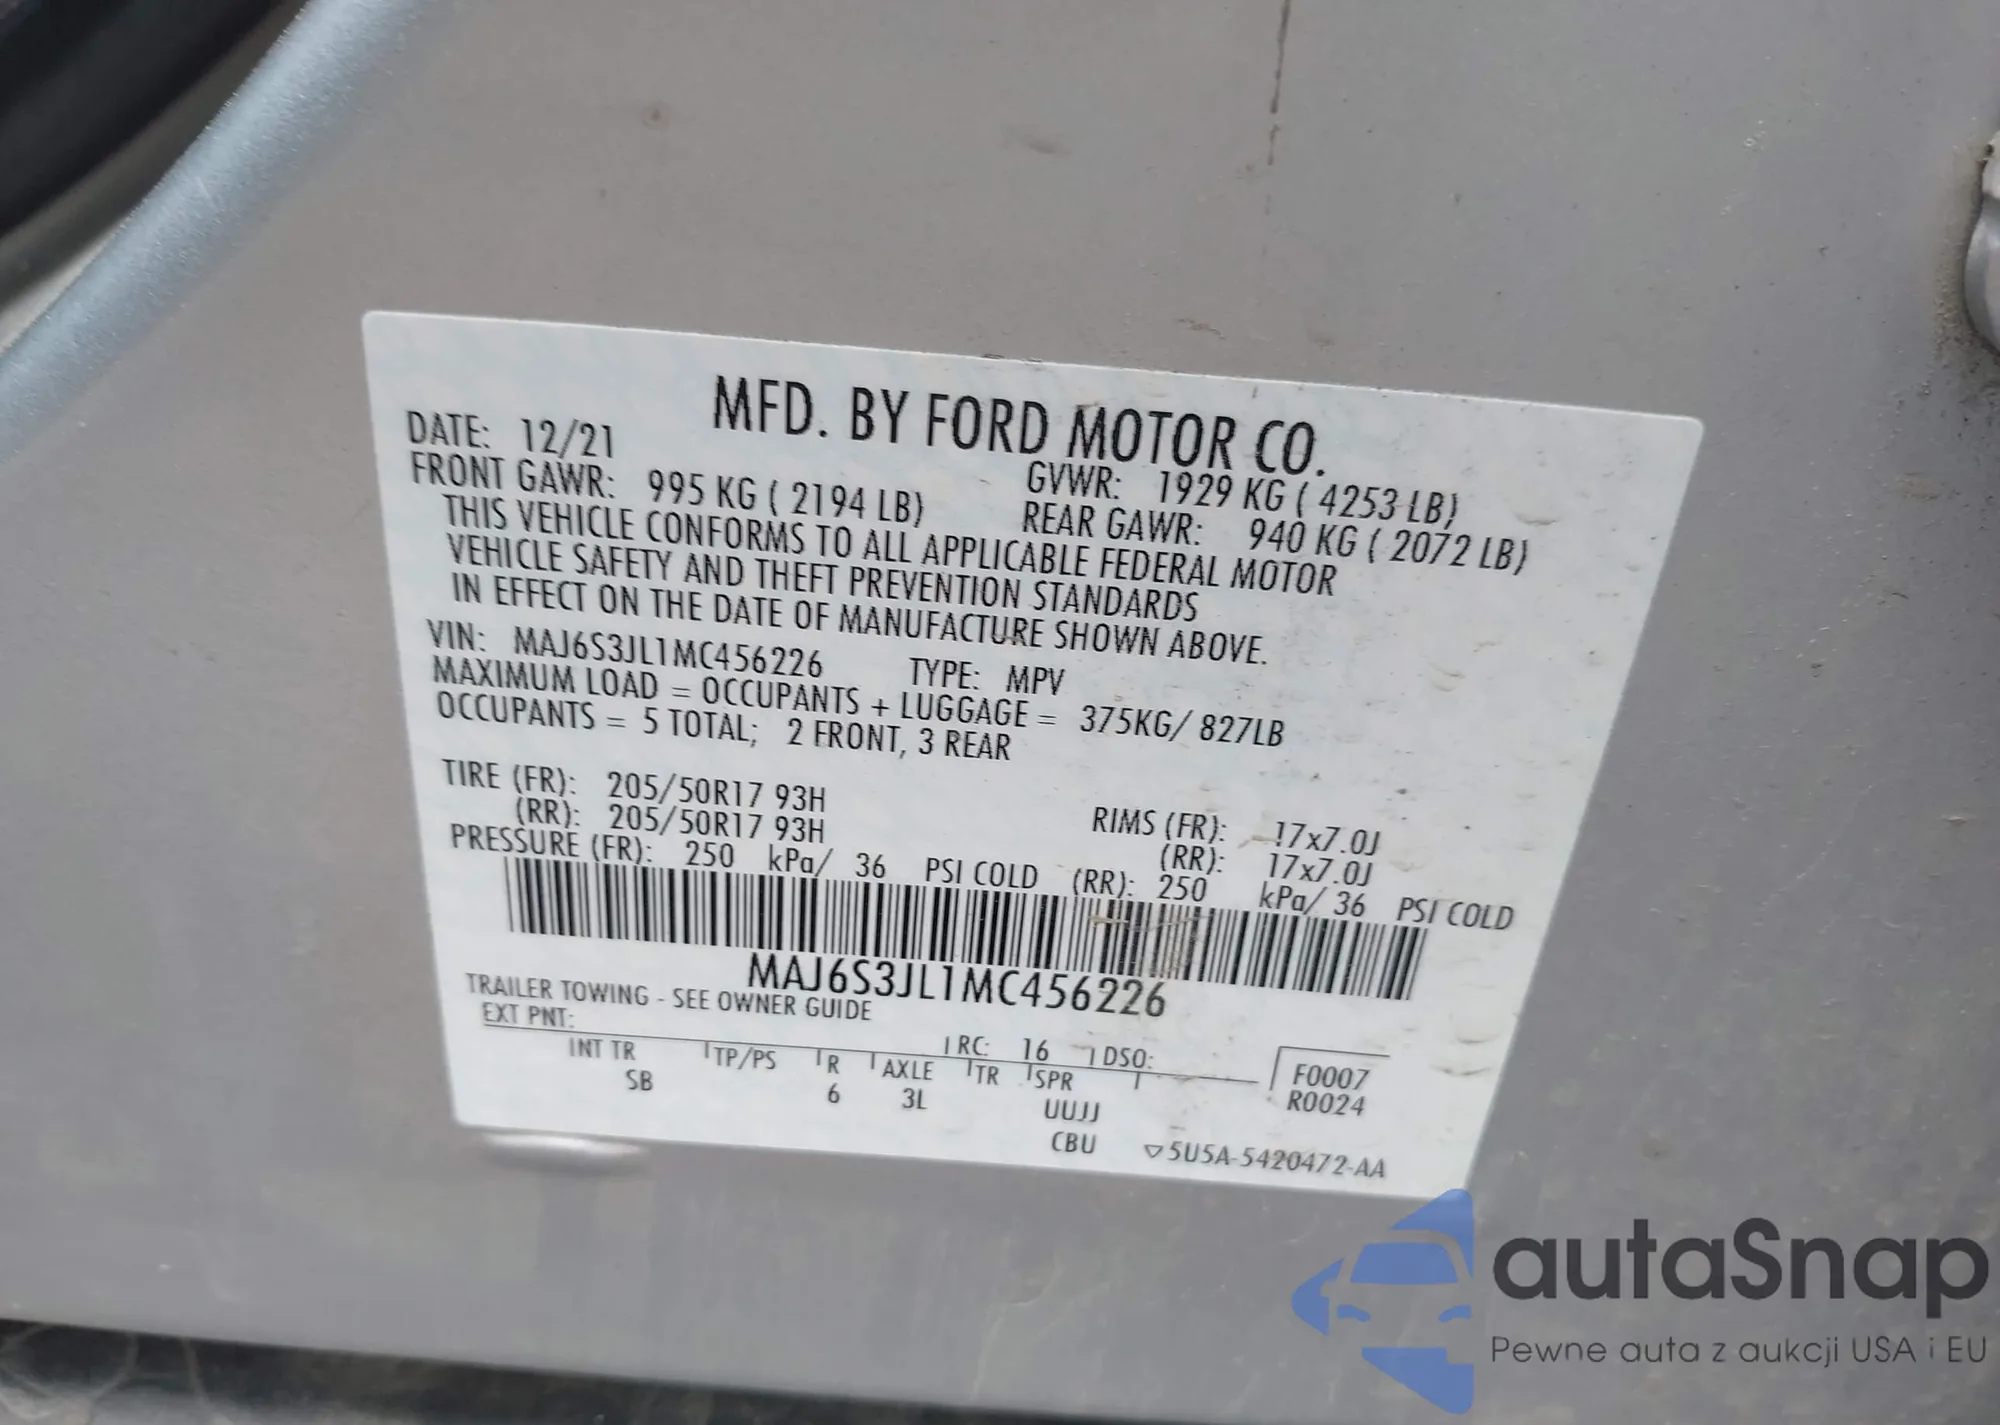 MFD. BY FORD MOTOR CO.
DATE: 12/21
GVWR: 1929 KG ( 4253 LB)
FRONT GAWR: 995 KG ( 2194 LB)
REAR GAWR: 940 KG ( 2072 LB)
THIS VEHICLE CONFORMS TO ALL APPLICABLE FEDERAL MOTOR
VEHICLE SAFETY AND THEFT PREVENTION STANDARDS
IN EFFECT ON THE DATE OF MANUFACTURE SHOWN ABOVE.
VIN: MAJ6S3JL1MC456226 TYPE: MPV
MAXIMUM LOAD = OCCUPANTS + LUGGAGE = 375KG/ 827LB
OCCUPANTS = 5 TOTAL; 2 FRONT, 3 REAR
TIRE (FR): 205/50R17 93H RIMS (FR): 17x7.0J
(RR): 205/50R17 93H (RR): 17x7.0J
PRESSURE (FR): 250 kPa/ 36 PSI COLD (RR): 250 kPa/ 36 PSI COLD
MAJ6S3JL1MC456226
TRAILER TOWING - SEE OWNER GUIDE
EXT PNT: RC: 16 DSO:
INT TR TP/PS R AXLE TR SPR
SB 6 3L UUJJ
CBU
F0007
R0024
▽5U5A-5420472-AA
autaSnap
Pewne auta z aukcji USA i EU